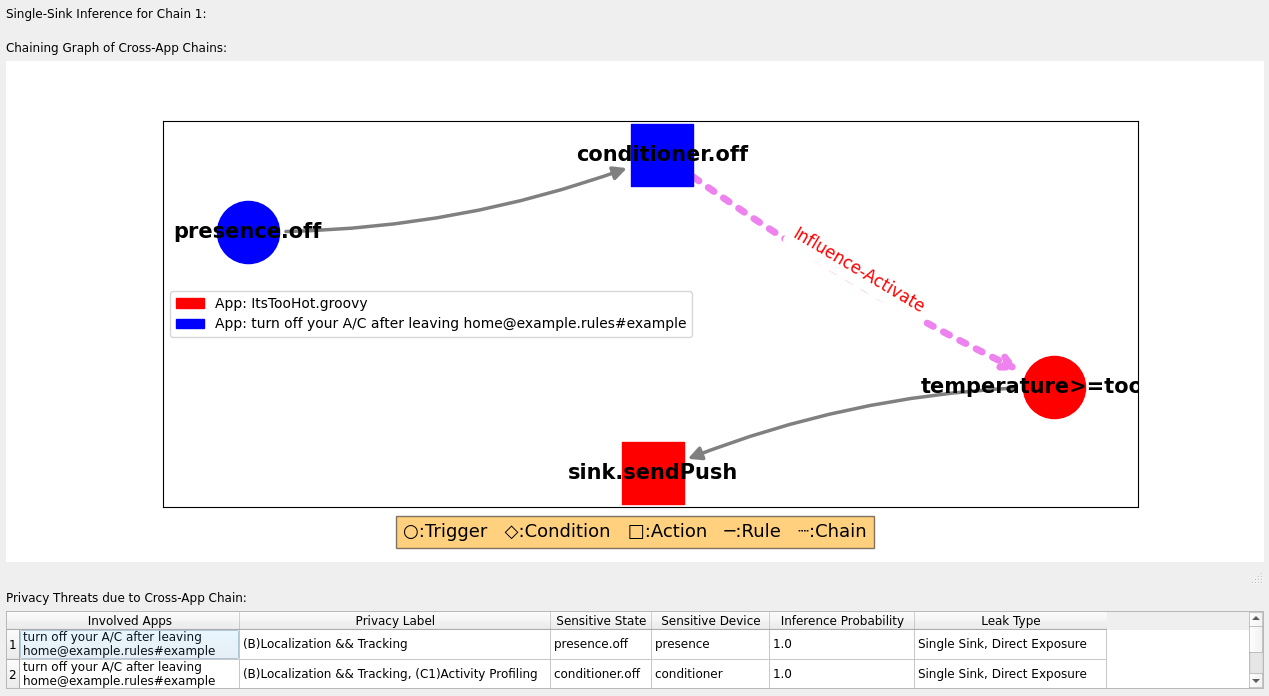 Single-Sink Inference for Chain 1:
Chaining Graph of Cross-App Chains:
conditioner.off
presence.off
Influence-Activate
App: ItsTooHot.groovy
App: turn off your A/C after leaving home@example.rules#example
temperature>=too
sink.sendPush
○:Trigger ◇:Condition □:Action ─:Rule ┈:Chain
Privacy Threats due to Cross-App Chain:
Involved Apps Privacy Label Sensitive State Sensitive Device Inference Probability Leak Type
1 turn off your A/C after leaving home@example.rules#example (B)Localization && Tracking presence.off presence 1.0 Single Sink, Direct Exposure
2 turn off your A/C after leaving home@example.rules#example (B)Localization && Tracking, (C1)Activity Profiling conditioner.off conditioner 1.0 Single Sink, Direct Exposure